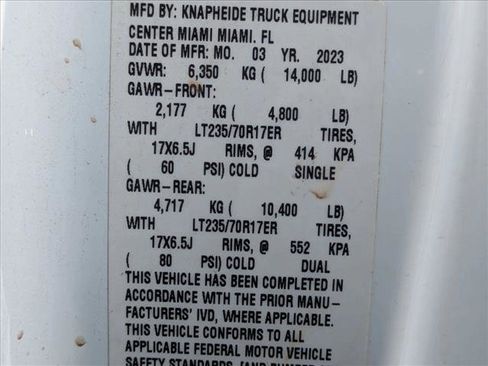 MFD BY: KNAPHEIDE TRUCK EQUIPMENT
CENTER MIAMI MIAMI. FL
DATE OF MFR: MO. 03 YR. 2023
GVWR: 6,350 KG ( 14,000 LB)
GAWR-FRONT:
2,177 KG ( 4,800 LB)
WITH LT235/70R17ER TIRES,
17X6.5J RIMS, @ 414 KPA
( 60 PSI) COLD SINGLE
GAWR-REAR:
4,717 KG ( 10,400 LB)
WITH LT235/70R17ER TIRES,
17X6.5J RIMS, @ 552 KPA
( 80 PSI) COLD DUAL
THIS VEHICLE HAS BEEN COMPLETED IN
ACCORDANCE WITH THE PRIOR MANU-
FACTURERS' IVD, WHERE APPLICABLE.
THIS VEHICLE CONFORMS TO ALL
APPLICABLE FEDERAL MOTOR VEHICLE
SAFETY STANDARDS, [AND BUMPER